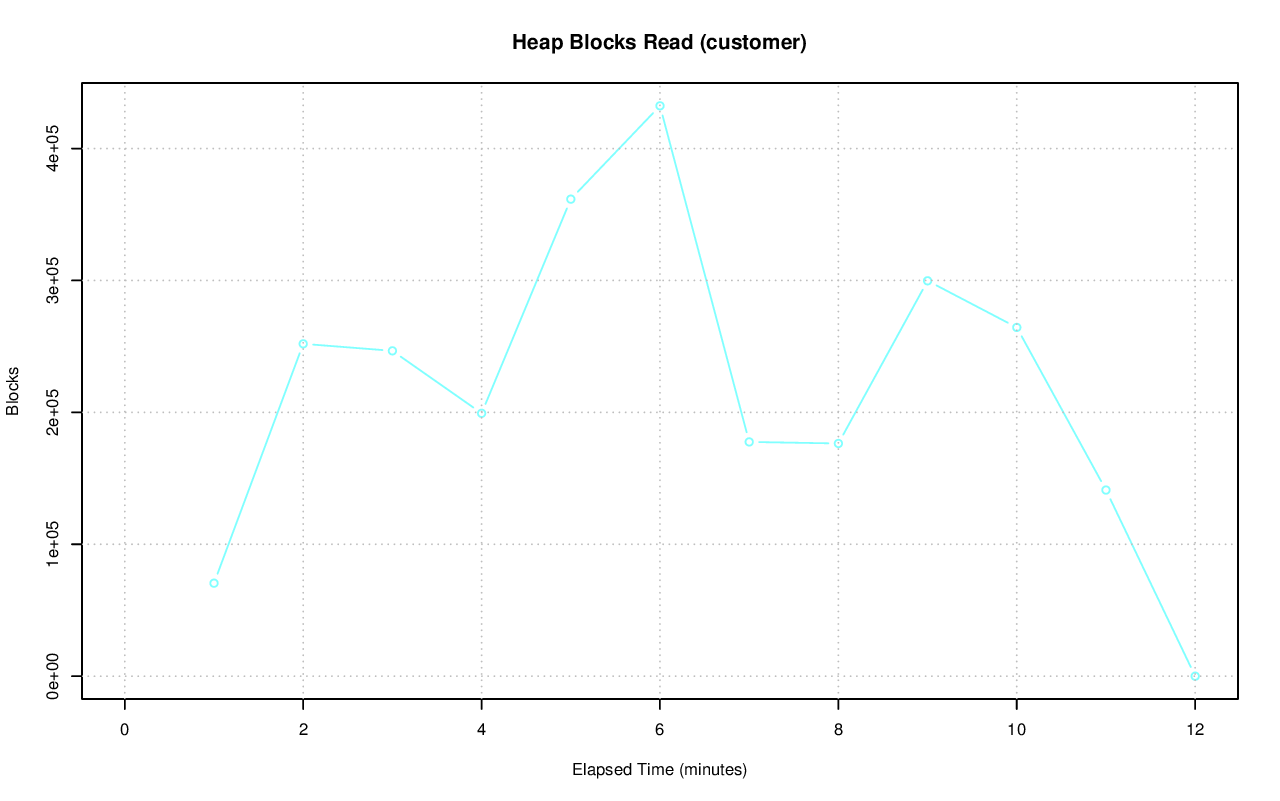 Heap Blocks Read (customer)
4e+05
3e+05
2e+05
1e+05
0e+00
Blocks
0 2 4 6 8 10 12
Elapsed Time (minutes)